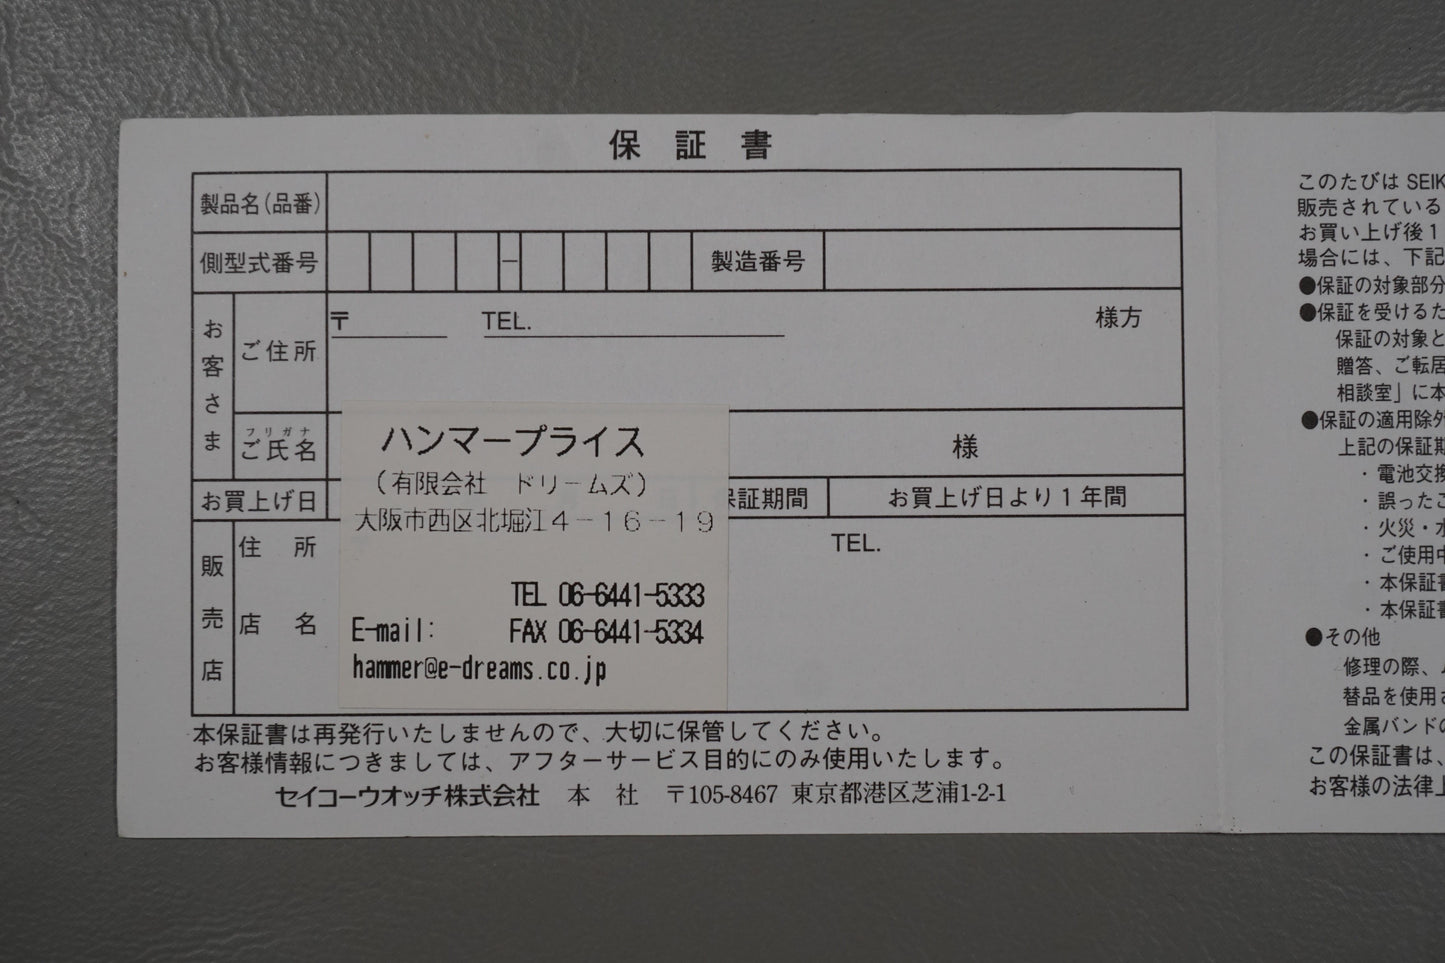 保証書
製品名(品番)
側型式番号 － 製造番号
お客さま
ご住所 〒 TEL. 様方
フリガナ
ご氏名 様
お買上げ日 保証期間 お買上げ日より1年間
販売店
住所 TEL.
店名
ハンマープライス
(有限会社 ドリームズ)
大阪市西区北堀江4-16-19
TEL 06-6441-5333
E-mail: FAX 06-6441-5334
hammer@e-dreams.co.jp
本保証書は再発行いたしませんので、大切に保管してください。
お客様情報につきましては、アフターサービス目的にのみ使用いたします。
セイコーウオッチ株式会社 本社 〒105-8467 東京都港区芝浦1-2-1
このたびは SEIK
販売されている
お買い上げ後1
場合には、下記
●保証の対象部分
●保証を受けるた
保証の対象と
贈答、ご転居
相談室」に本
●保証の適用除外
上記の保証期
・電池交換
・誤ったこ
・火災・水
・ご使用中
・本保証書
・本保証書
●その他
修理の際、
替品を使用さ
金属バンドの
この保証書は、
お客様の法律上